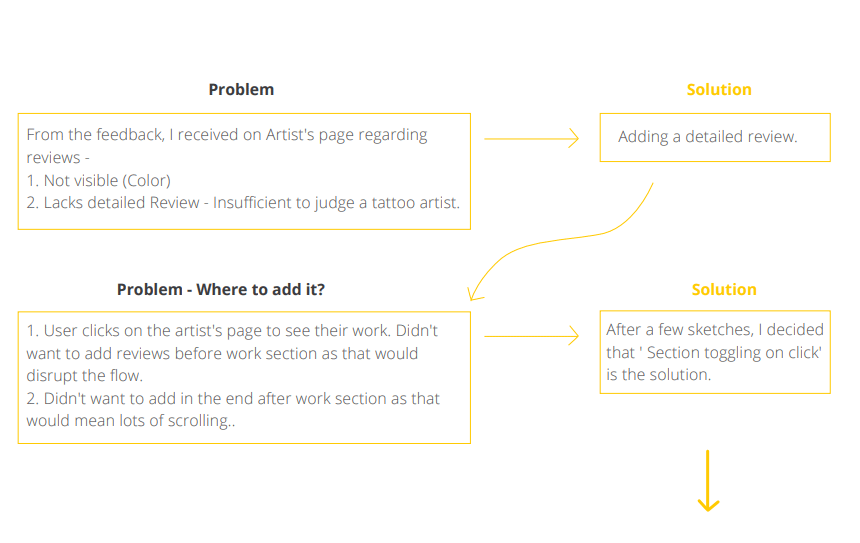 Problem
Solution
From the feedback, I received on Artist's page regarding
reviews -
1. Not visible (Color)
2. Lacks detailed Review - Insufficient to judge a tattoo artist.
Adding a detailed review.
Problem - Where to add it?
Solution
1. User clicks on the artist's page to see their work. Didn't
want to add reviews before work section as that would
disrupt the flow.
2. Didn't want to add in the end after work section as that
would mean lots of scrolling..
After a few sketches, I decided
that ' Section toggling on click'
is the solution.